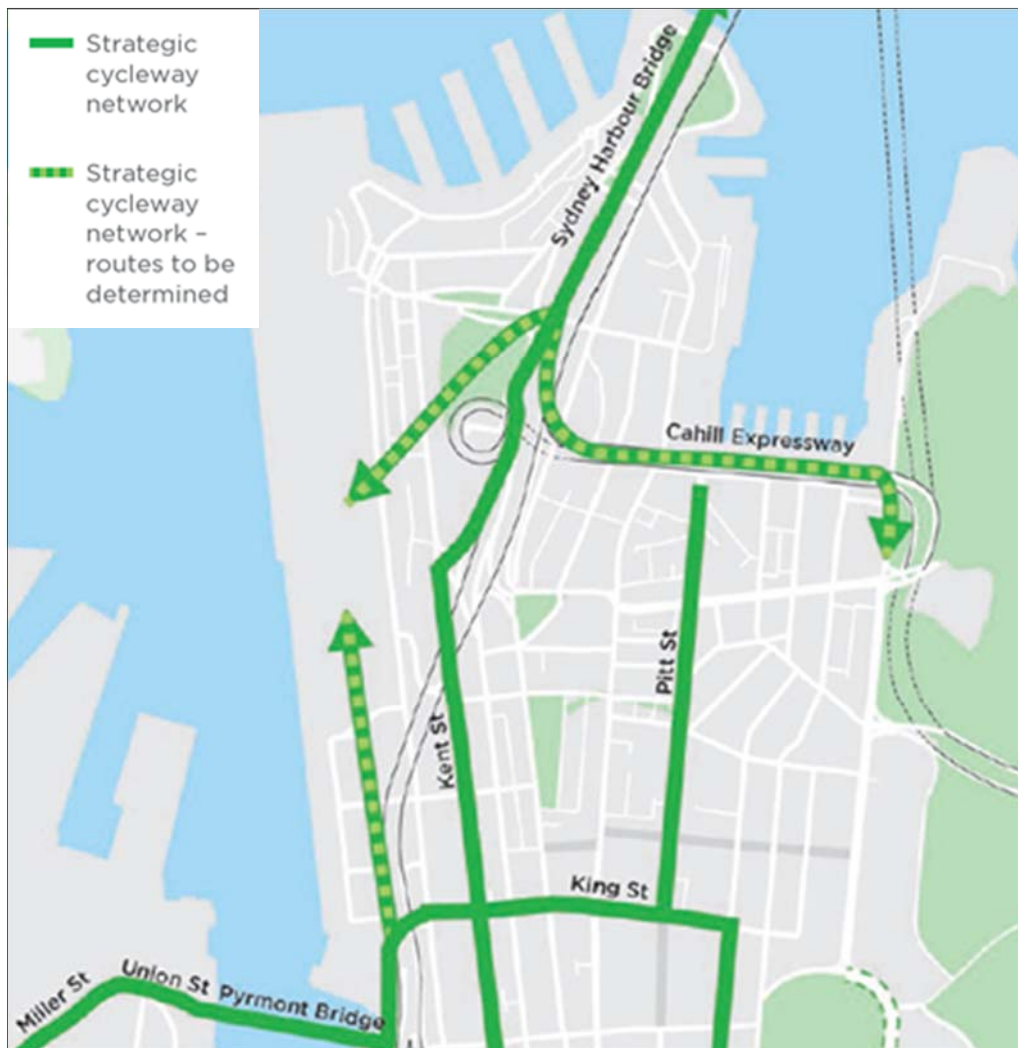 Strategic
cycleway
network
Strategic
cycleway
network –
routes to be
determined
Sydney Harbour Bridge
Cahill Expressway
Pitt St
Kent St
King St
Miller St
Union St
Pyrmont Bridge